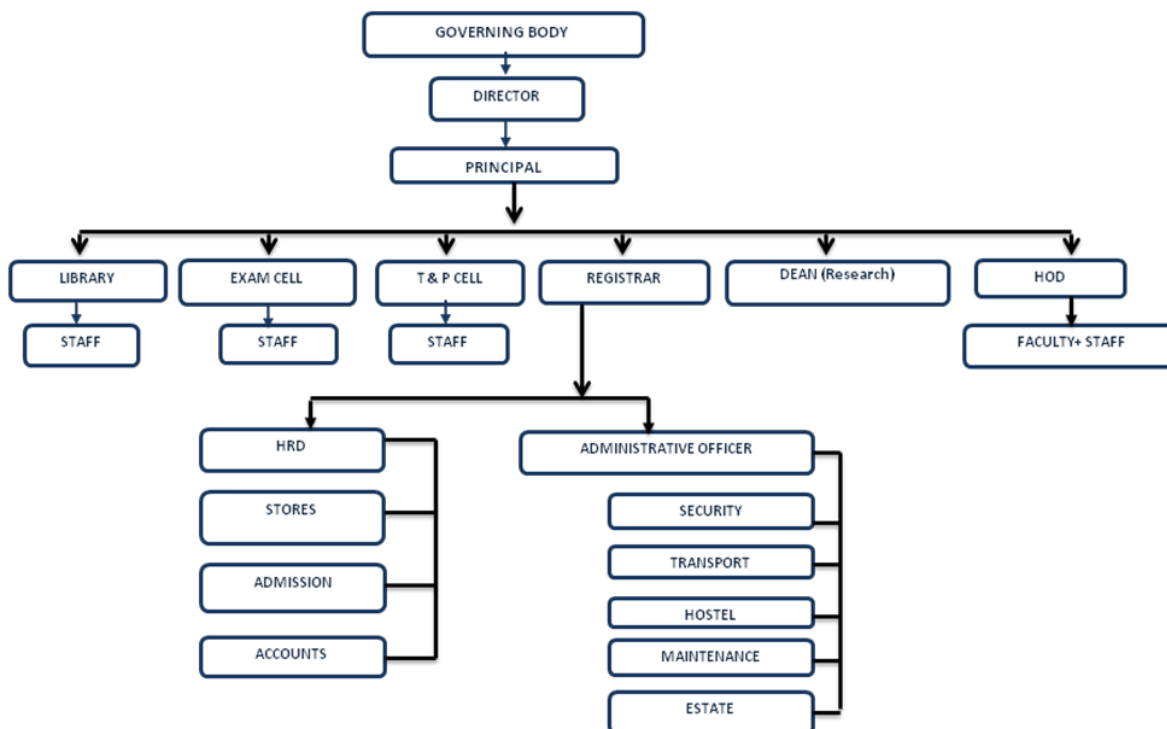 GOVERNING BODY
DIRECTOR
PRINCIPAL
LIBRARY
EXAM CELL
T & P CELL
REGISTRAR
DEAN (Research)
HOD
STAFF
STAFF
STAFF
FACULTY+ STAFF
HRD
ADMINISTRATIVE OFFICER
STORES
SECURITY
TRANSPORT
ADMISSION
HOSTEL
ACCOUNTS
MAINTENANCE
ESTATE